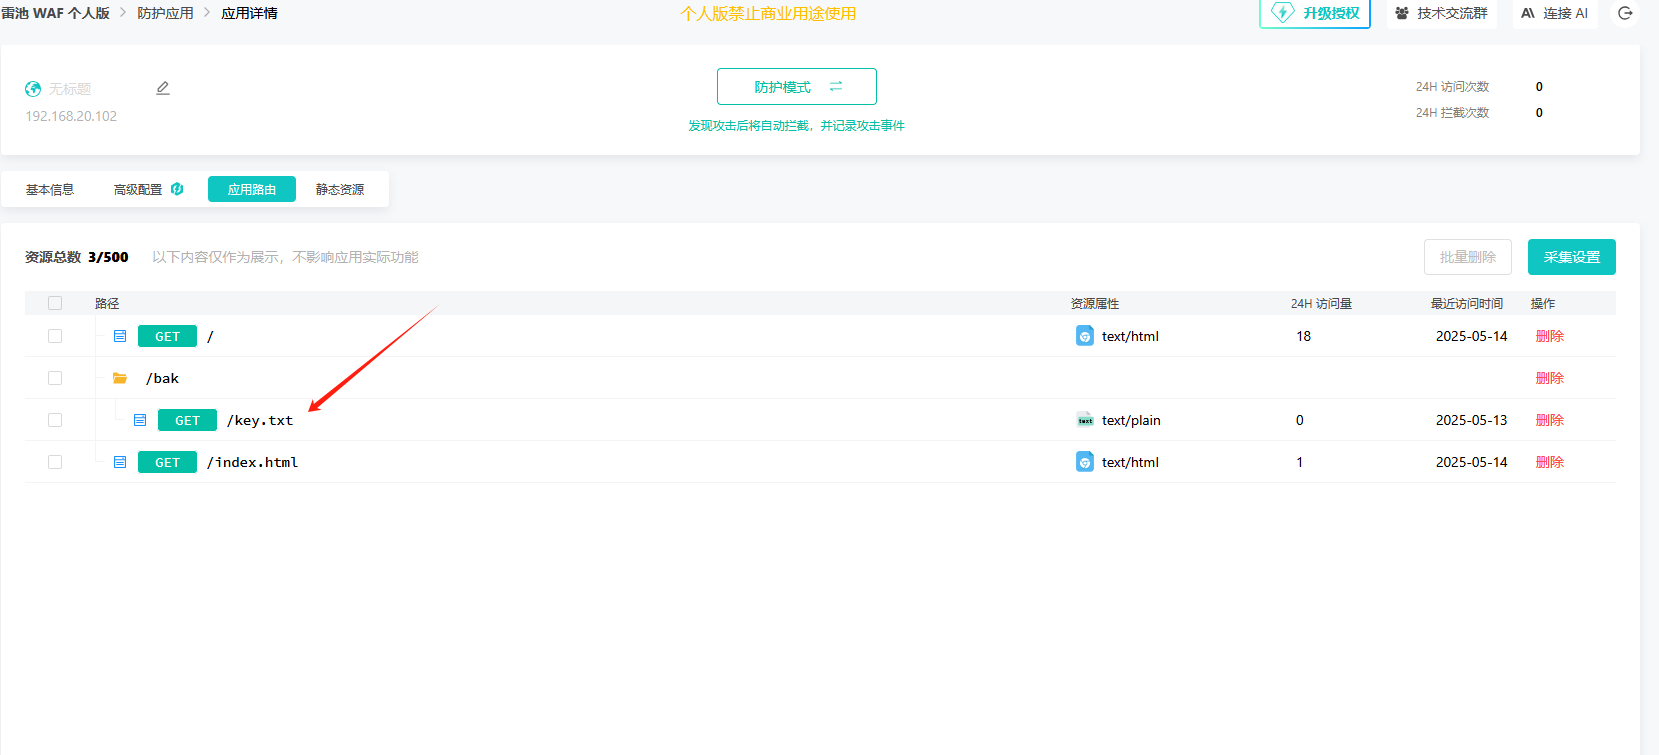 雷池 WAF 个人版 > 防护应用 > 应用详情
个人版禁止商业用途使用
升级授权
技术交流群
连接 AI
无标题
192.168.20.102
防护模式
发现攻击后将自动拦截，并记录攻击事件
24H 访问次数 0
24H 拦截次数 0
基本信息 高级配置 应用路由 静态资源
资源总数 3/500 以下内容仅作为展示，不影响应用实际功能
批量删除 采集设置
路径 资源属性 24H 访问量 最近访问时间 操作
GET / text/html 18 2025-05-14 删除
/bak 删除
GET /key.txt text text/plain 0 2025-05-13 删除
GET /index.html text/html 1 2025-05-14 删除